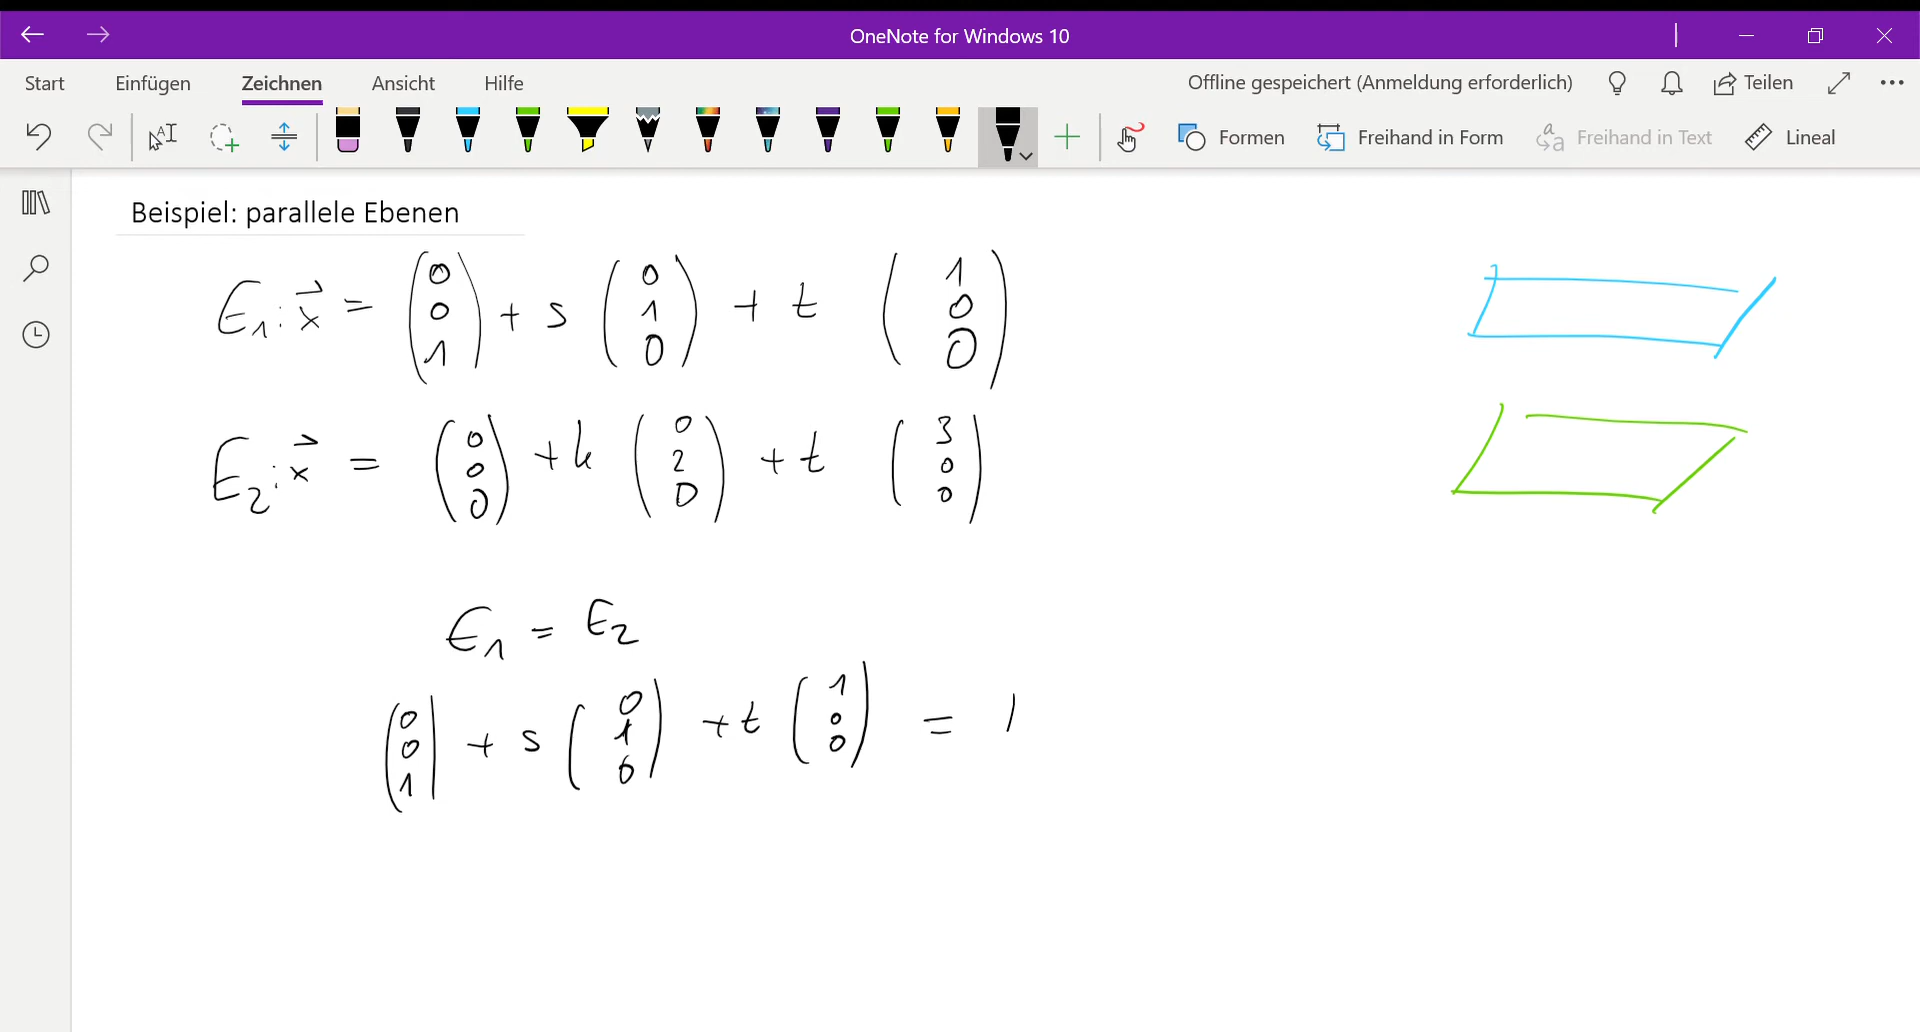 OneNote for Windows 10
Start Einfügen Zeichnen Ansicht Hilfe Offline gespeichert (Anmeldung erforderlich) Teilen
Formen Freihand in Form Freihand in Text Lineal
Beispiel: parallele Ebenen
E₁: x⃗ = (0 0 1) + s (0 1 0) + t (1 0 0)
E₂: x⃗ = (0 0 0) + k (0 2 0) + t (3 0 0)
E₁ = E₂
(0 0 1) + s (0 1 0) + t (1 0 0) =